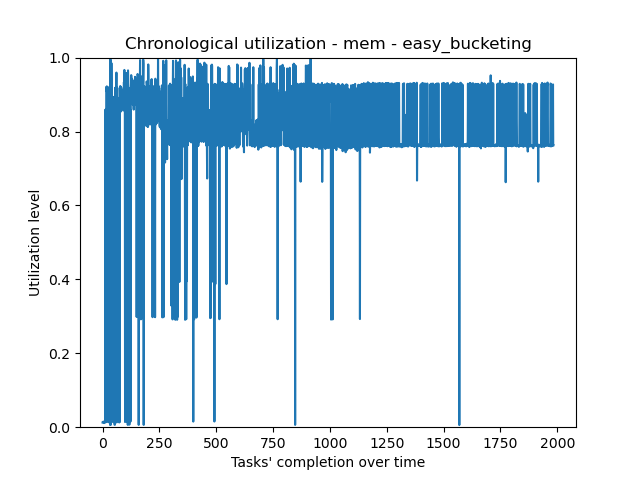 Chronological utilization - mem - easy_bucketing
1.0
0.8
0.6
0.4
0.2
0.0
Utilization level
0 250 500 750 1000 1250 1500 1750 2000
Tasks' completion over time